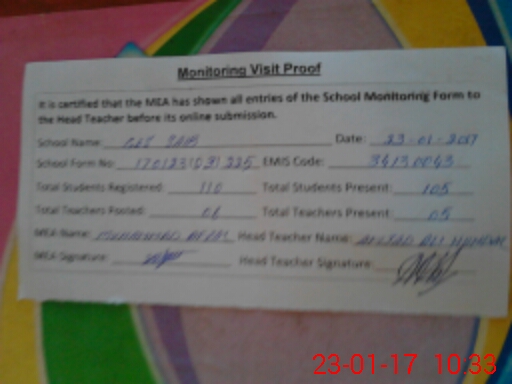 Monitoring Visit Proof
It is certified that the MEA has shown all entries of the School Monitoring Form to
the Head Teacher before its online submission.
School Name: Date: 23-01-2017
School Form No: EMIS Code: 34130043
Total Students Registered: 110 Total Students Present: 105
Total Teachers Posted: Total Teachers Present: 05
MEA Name: MUHAMMAD Head Teacher Name:
MEA Signature: Head Teacher Signature:
23-01-17 10:33